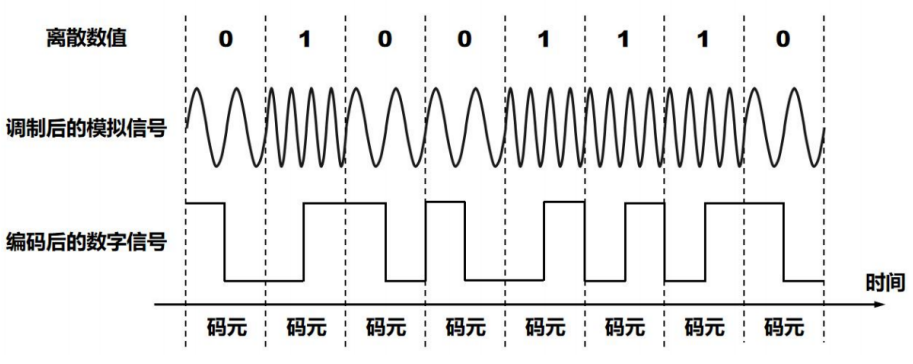 离散数值 0 1 0 0 1 1 1 0
调制后的模拟信号
编码后的数字信号
时间
码元 码元 码元 码元 码元 码元 码元 码元